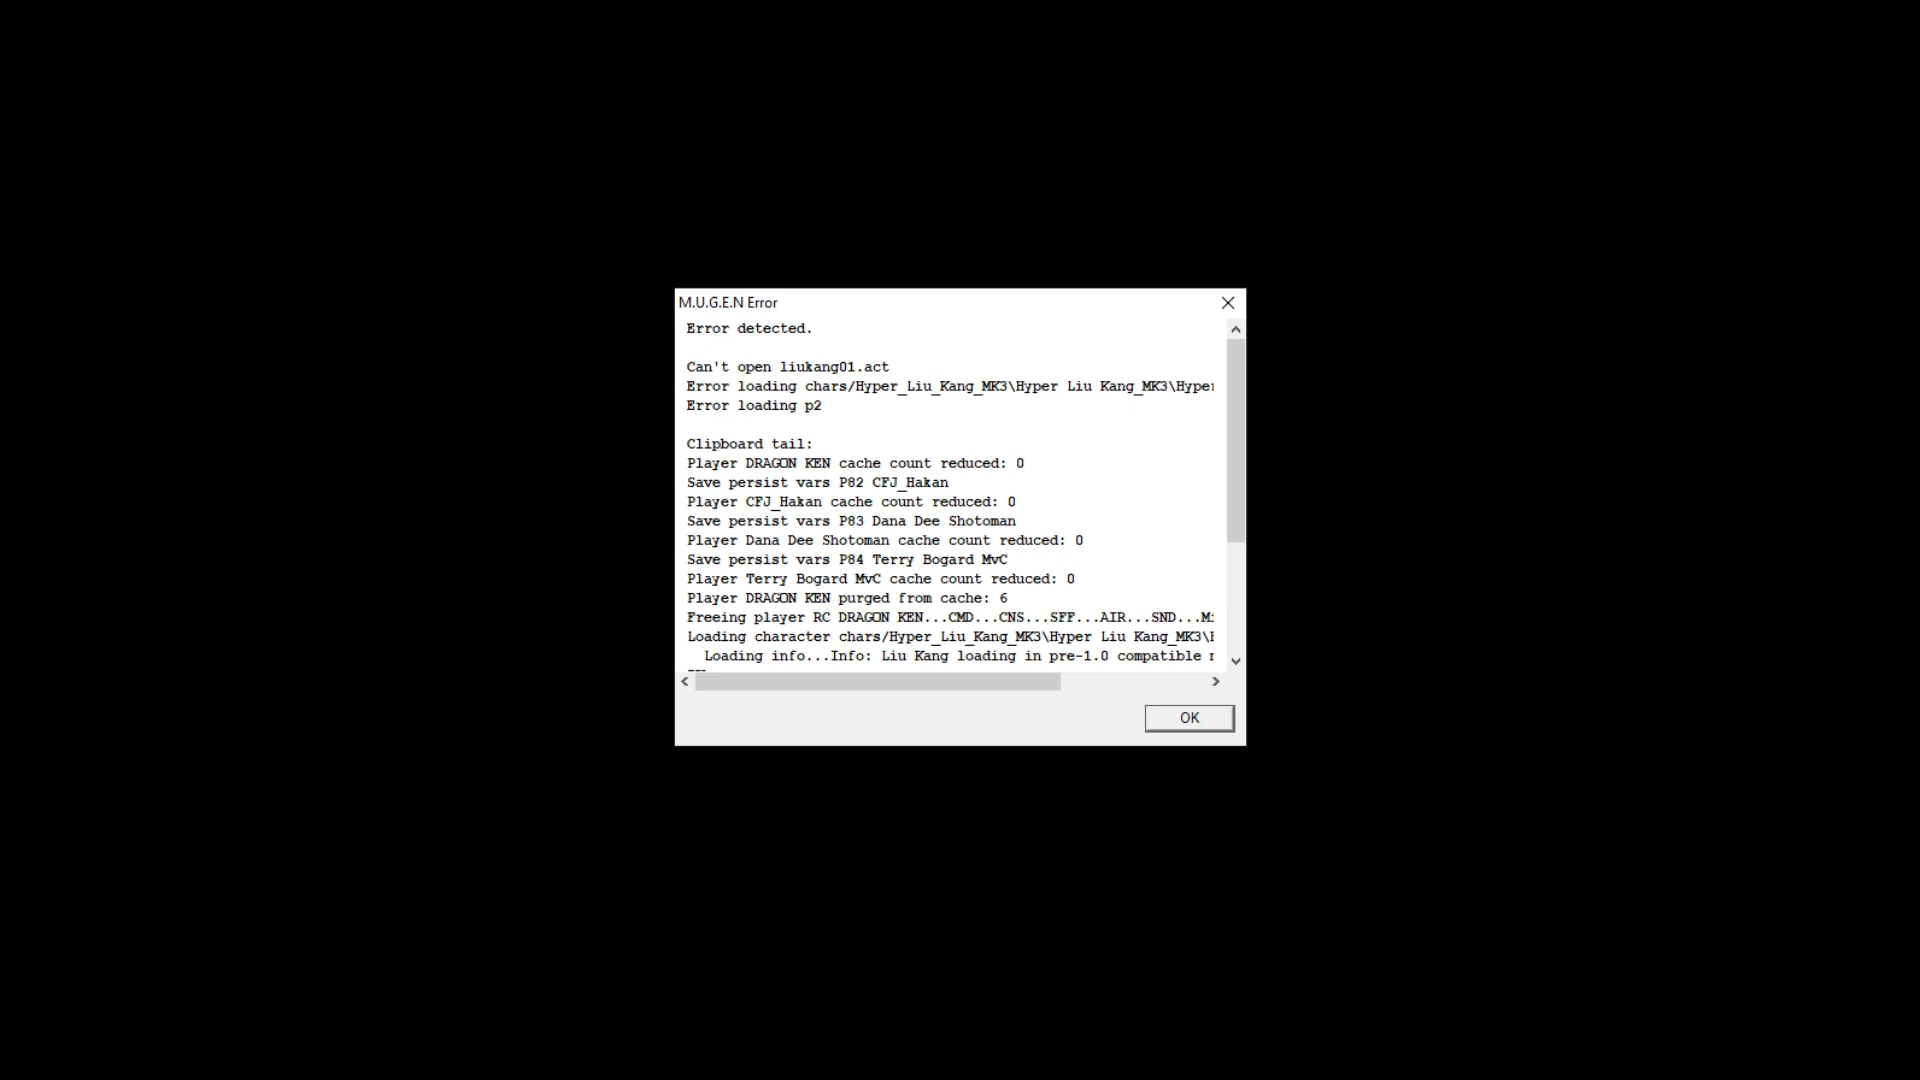 M.U.G.E.N Error
Error detected.
Can't open liukang01.act
Error loading chars/Hyper_Liu_Kang_MK3\Hyper Liu Kang_MK3\Hyper
Error loading p2
Clipboard tail:
Player DRAGON KEN cache count reduced: 0
Save persist vars P82 CFJ_Hakan
Player CFJ_Hakan cache count reduced: 0
Save persist vars P83 Dana Dee Shotoman
Player Dana Dee Shotoman cache count reduced: 0
Save persist vars P84 Terry Bogard MvC
Player Terry Bogard MvC cache count reduced: 0
Player DRAGON KEN purged from cache: 6
Freeing player RC DRAGON KEN...CMD...CNS...SFF...AIR...SND...
Loading character chars/Hyper_Liu_Kang_MK3\Hyper Liu Kang_MK3\
Loading info...Info: Liu Kang loading in pre-1.0 compatible
OK